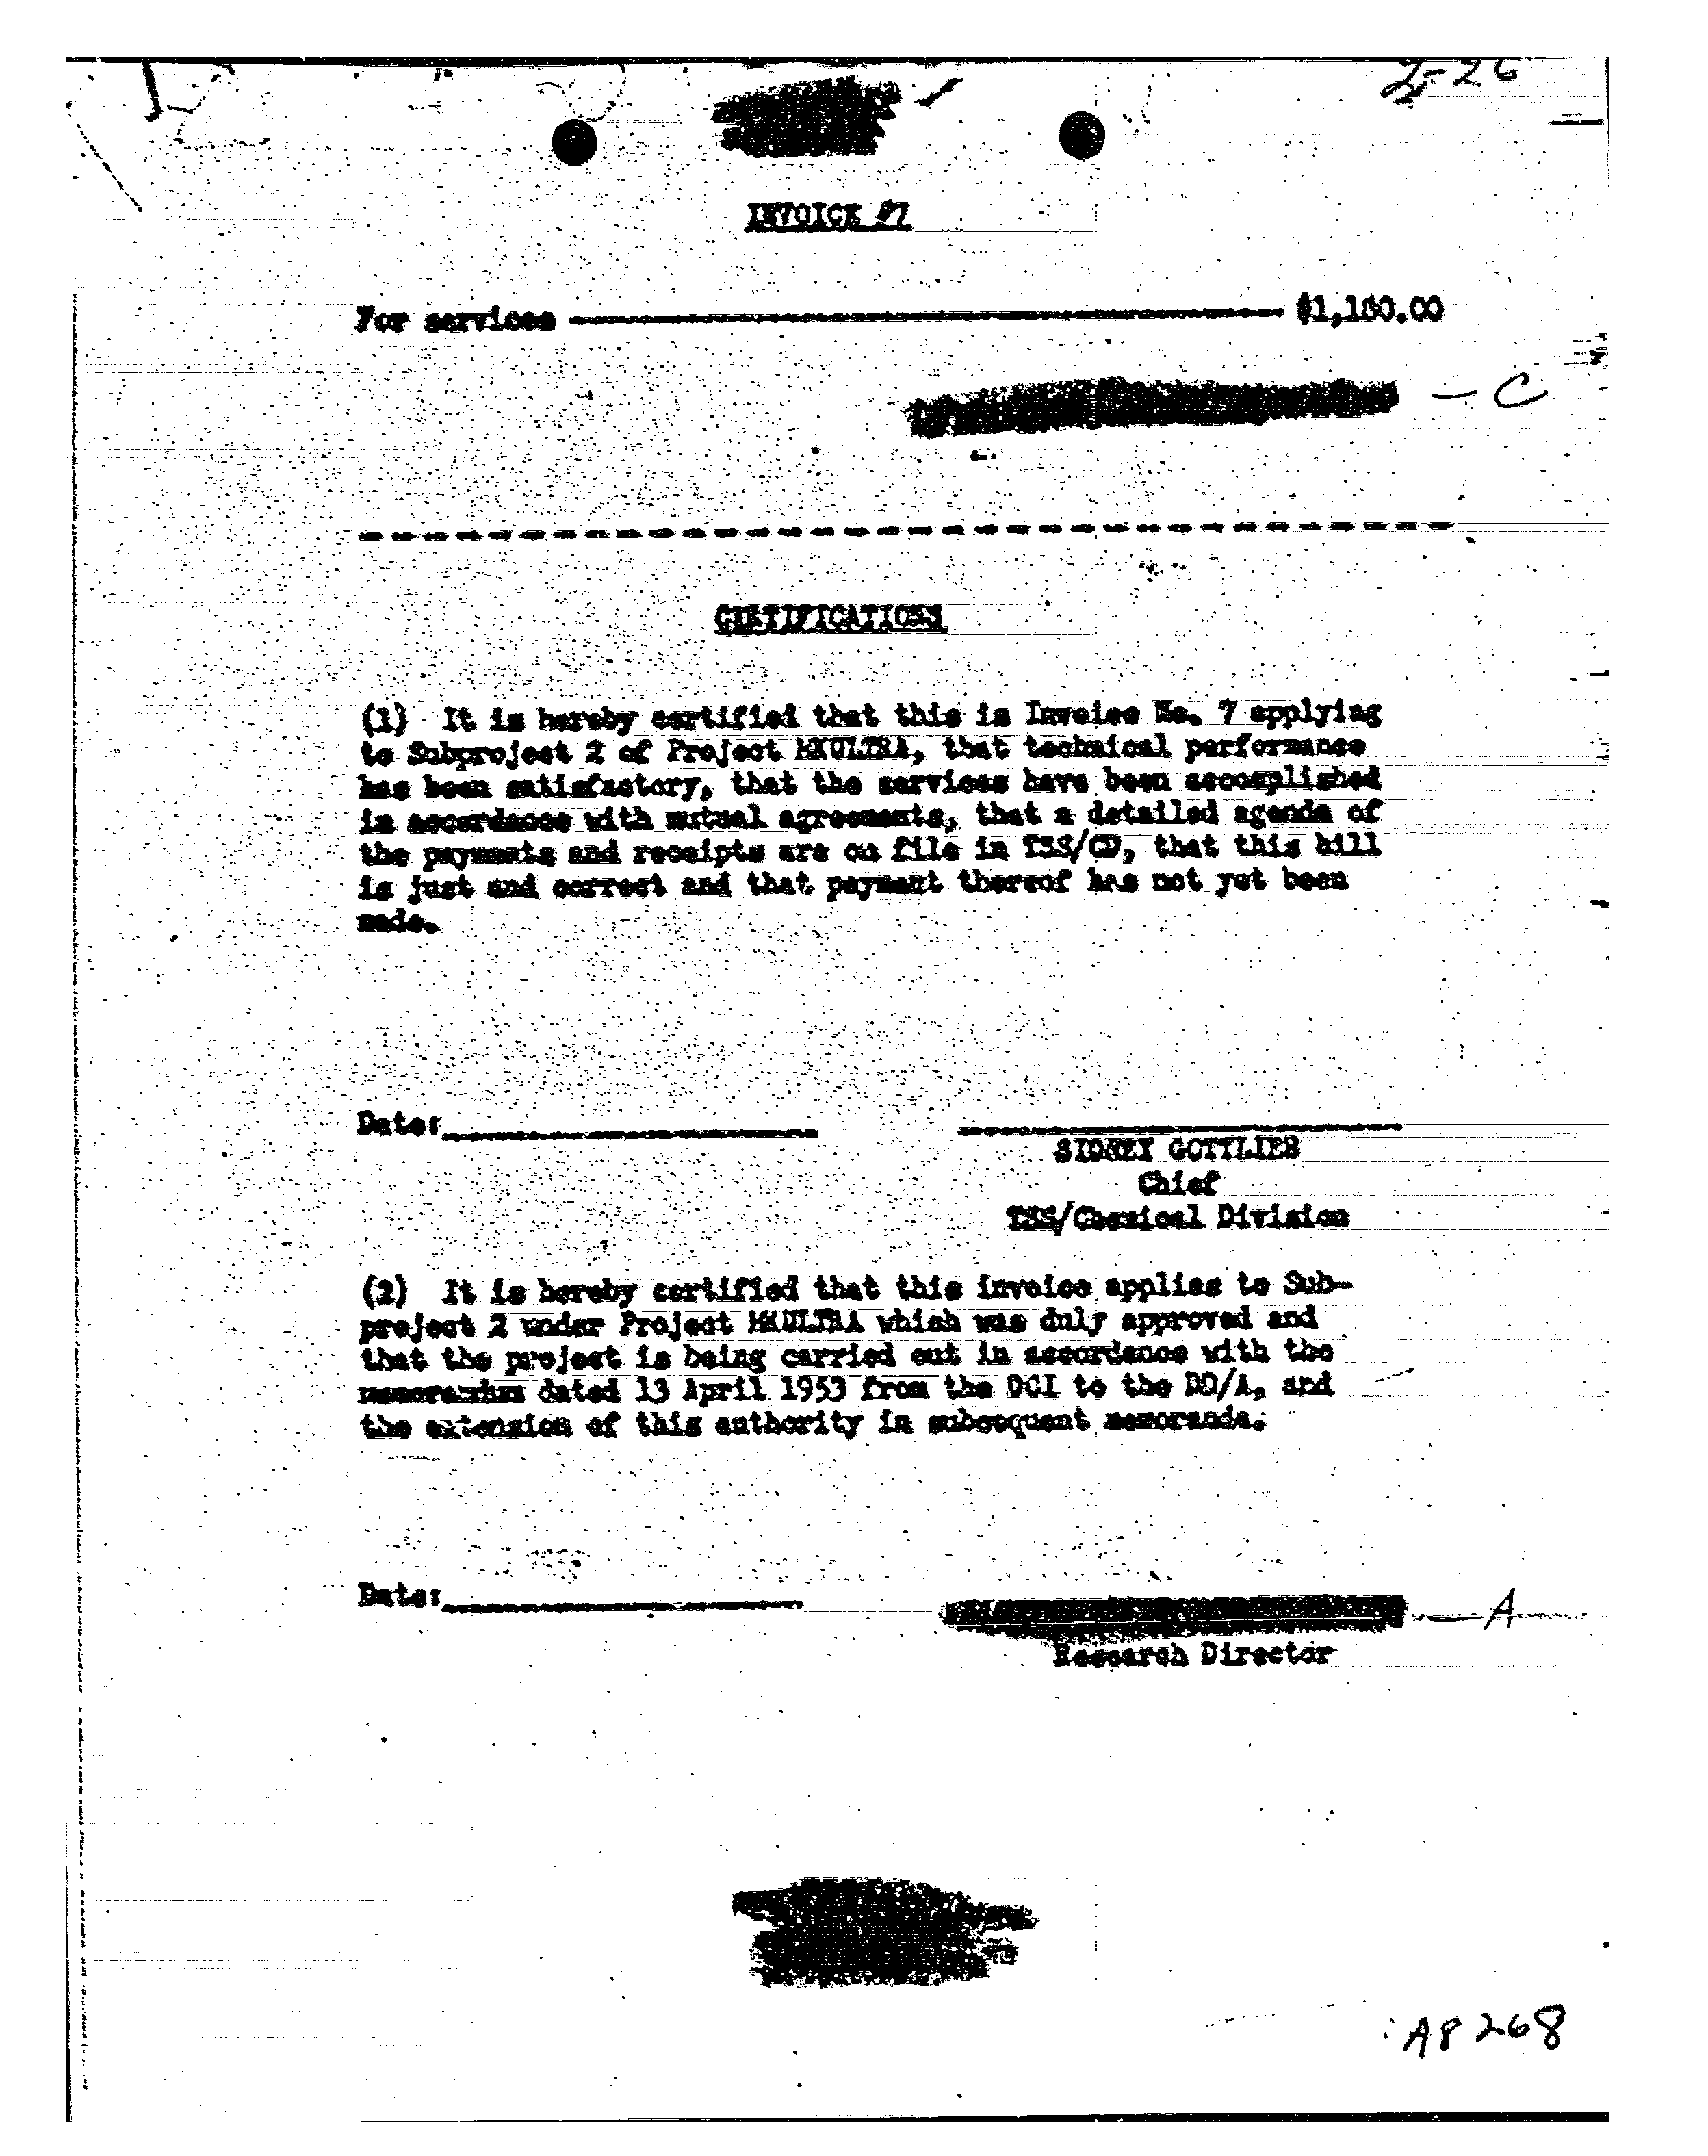 2-26
INVOICE #7
For services $1,180.00
- C
CERTIFICATIONS
(1) It is hereby certified that this is Invoice No. 7 applying
to Subproject 2 of Project MKULTRA, that technical performance
has been satisfactory, that the services have been accomplished
in accordance with mutual agreements, that a detailed agenda of
the payments and receipts are on file in TSS/CD, that this bill
is just and correct and that payment thereof has not yet been
made.
Date:
SIDNEY GOTTLIEB
Chief
TSS/Chemical Division
(2) It is hereby certified that this invoice applies to Sub-
project 2 under Project MKULTRA which was duly approved and
that the project is being carried out in accordance with the
memorandum dated 13 April 1953 from the DCI to the DD/A, and
the extension of this authority in subsequent memoranda.
Date: - A
Research Director
A8 268